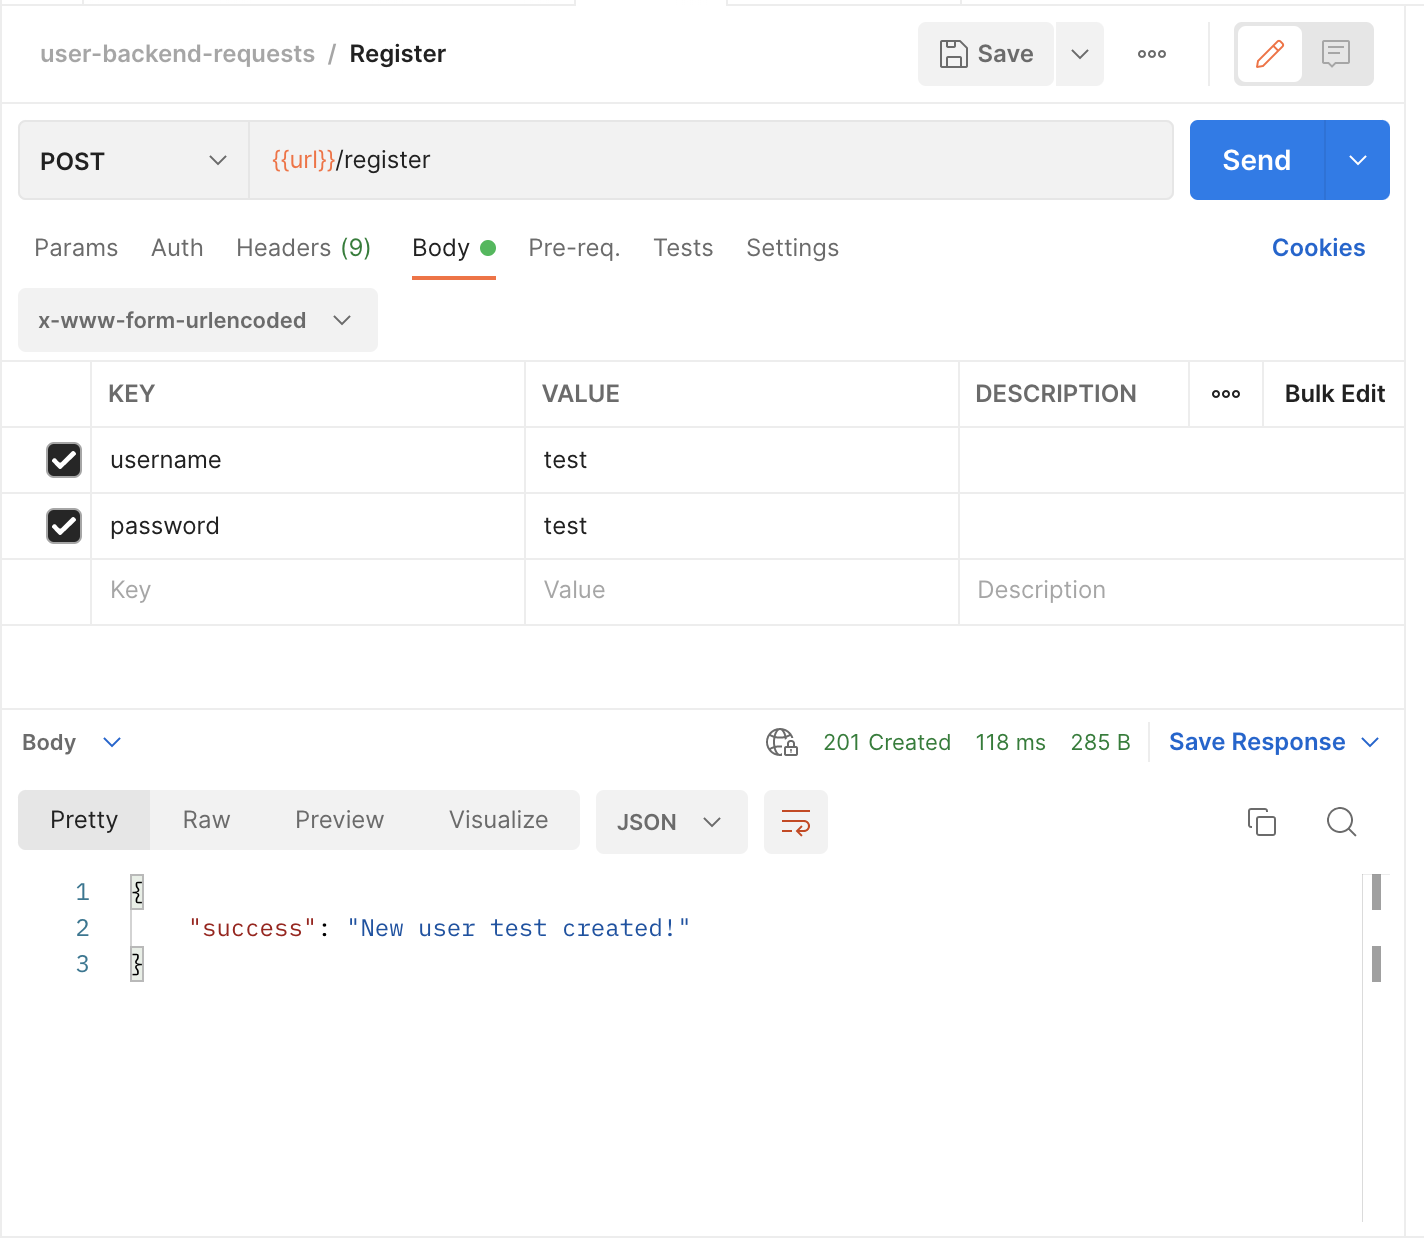 user-backend-requests / Register Save
POST {{url}}/register Send
Params Auth Headers (9) Body Pre-req. Tests Settings Cookies
x-www-form-urlencoded
KEY VALUE DESCRIPTION Bulk Edit
username test
password test
Key Value Description
Body 201 Created 118 ms 285 B Save Response
Pretty Raw Preview Visualize JSON
1 {
2 "success": "New user test created!"
3 }